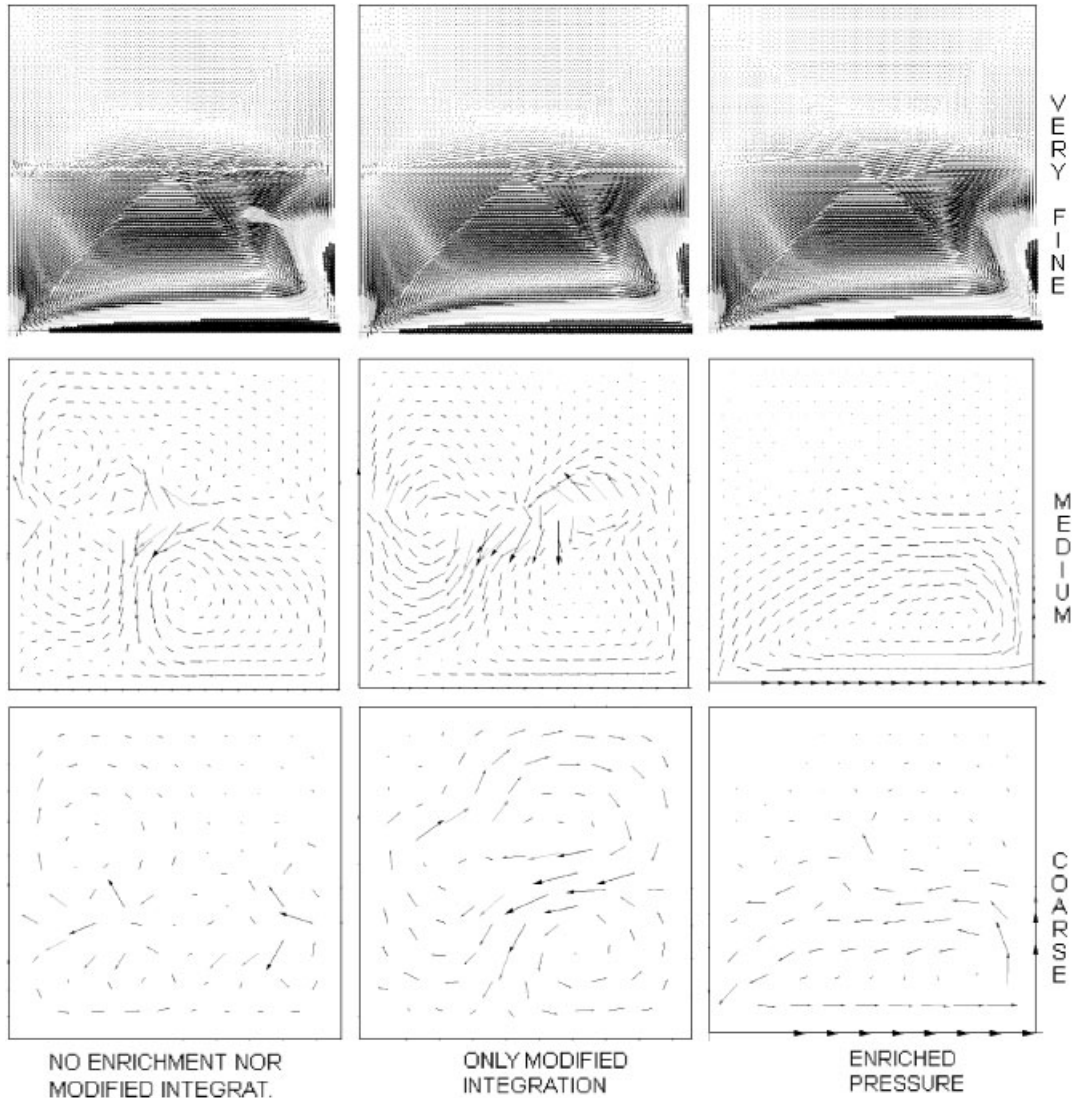 VERY FINE
MEDIUM
COARSE
NO ENRICHMENT NOR
MODIFIED INTEGRAT.
ONLY MODIFIED
INTEGRATION
ENRICHED
PRESSURE